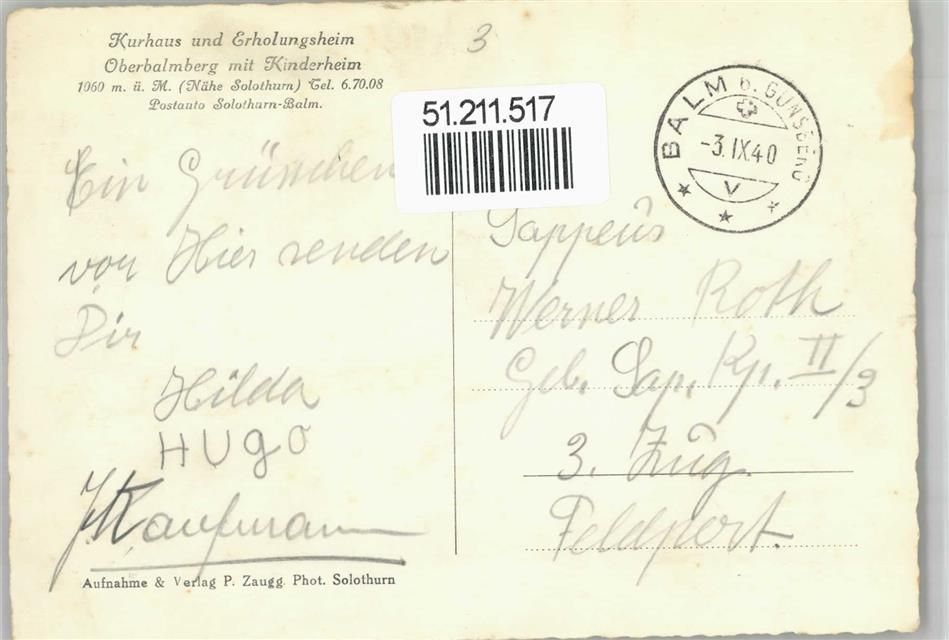 Kurhaus und Erholungsheim
Oberbalmberg mit Kinderheim
1060 m. ü. M. (Nähe Solothurn) Tel. 6.70.08
Postauto Solothurn-Balm.
3
51.211.517
BALM b. GÜNSBERG
-3.IX.40
V
Ein Grüsschen
von Hier senden
Dir
Hilda
HUGO
Kaufmann
Sappeur
Werner Roth
Geb. Sap. Kp. II/3
3. Zug.
Feldpost.
Aufnahme & Verlag P. Zaugg. Phot. Solothurn